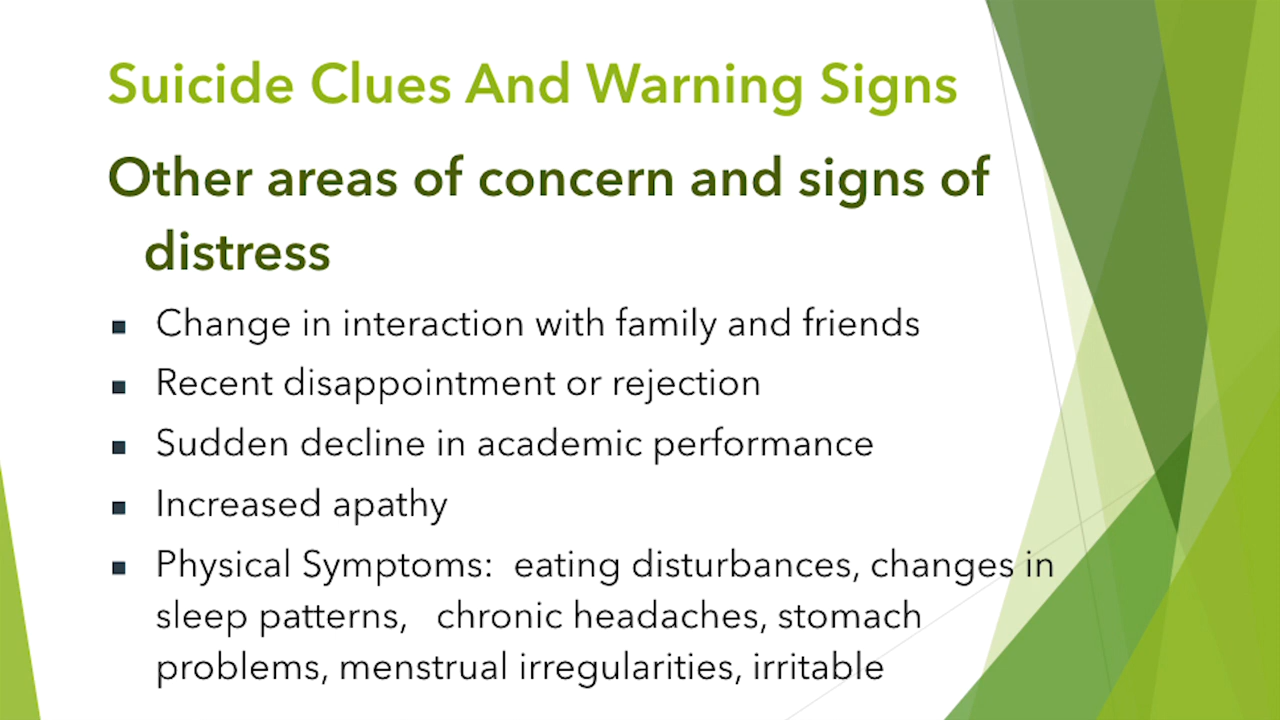 Suicide Clues And Warning Signs
Other areas of concern and signs of
distress
▪ Change in interaction with family and friends
▪ Recent disappointment or rejection
▪ Sudden decline in academic performance
▪ Increased apathy
▪ Physical Symptoms:  eating disturbances, changes in
sleep patterns,   chronic headaches, stomach
problems, menstrual irregularities, irritable